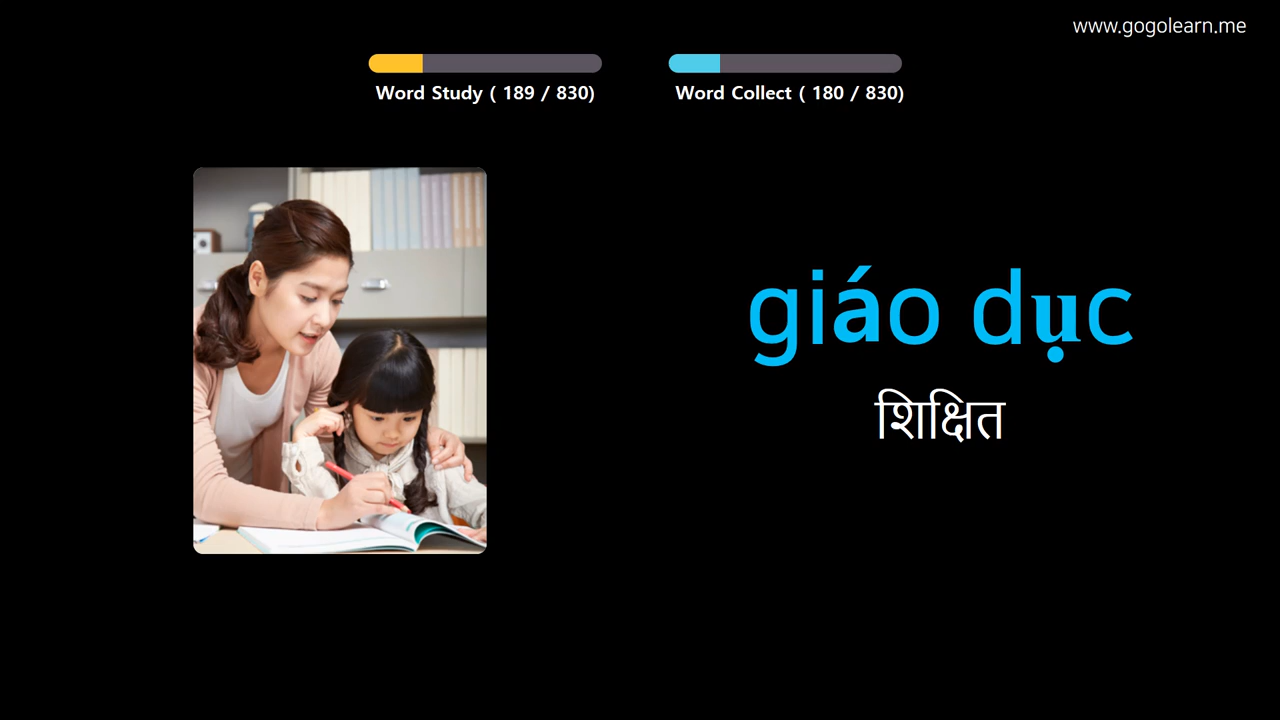 www.gogolearn.me
Word Study ( 189 / 830)
Word Collect ( 180 / 830)
giáo dục
शिक्षित